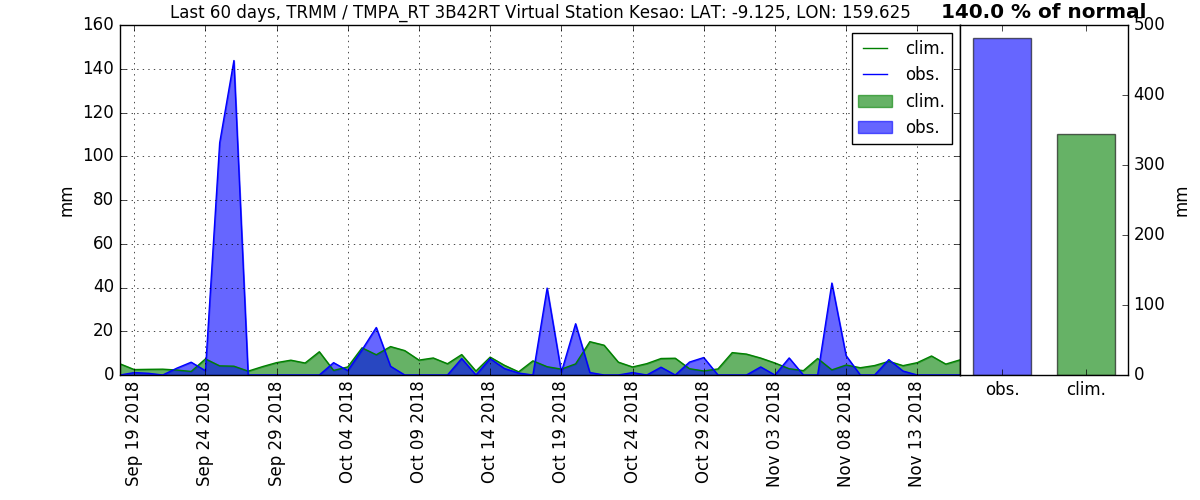 Last 60 days, TRMM / TMPA_RT 3B42RT Virtual Station Kesao: LAT: -9.125, LON: 159.625
140.0 % of normal
160
140
120
100
80
60
40
20
0
mm
clim.
obs.
clim.
obs.
Sep 19 2018
Sep 24 2018
Sep 29 2018
Oct 04 2018
Oct 09 2018
Oct 14 2018
Oct 19 2018
Oct 24 2018
Oct 29 2018
Nov 03 2018
Nov 08 2018
Nov 13 2018
500
400
300
200
100
0
mm
obs.
clim.